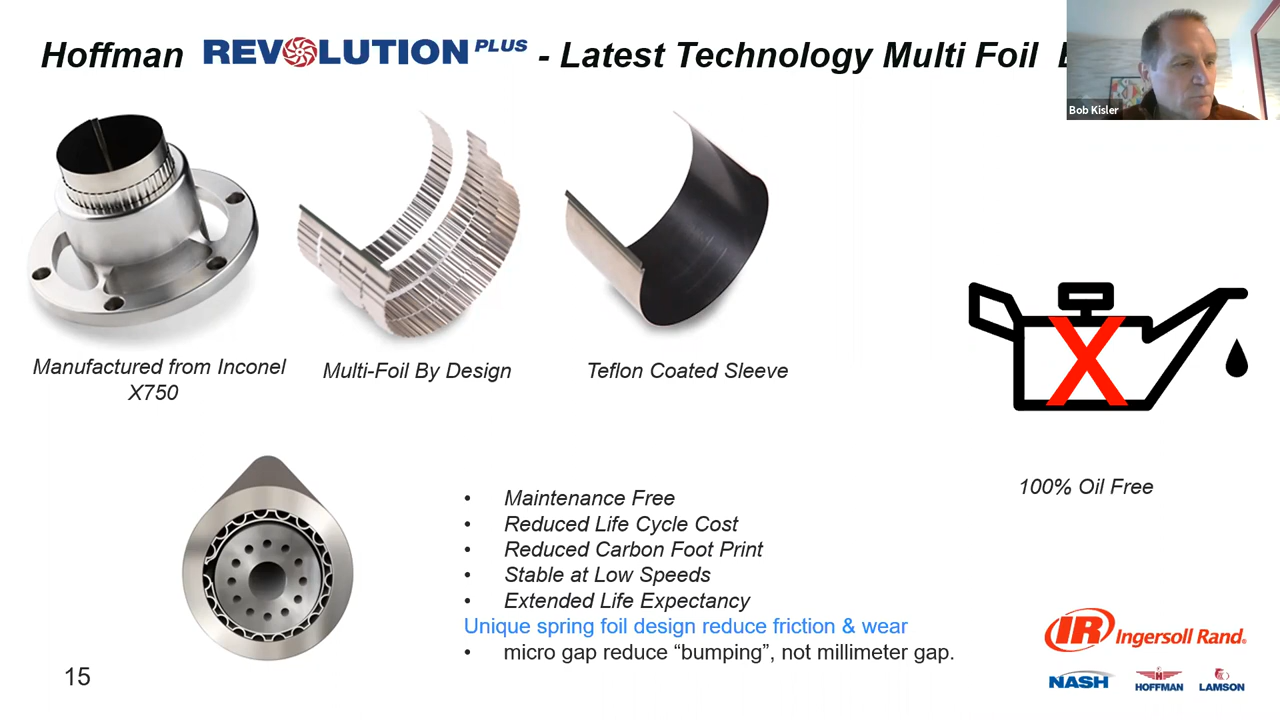 Hoffman REVOLUTION PLUS - Latest Technology Multi Foil
Bob Kisler
Manufactured from Inconel
X750
Multi-Foil By Design
Teflon Coated Sleeve
100% Oil Free
• Maintenance Free
• Reduced Life Cycle Cost
• Reduced Carbon Foot Print
• Stable at Low Speeds
• Extended Life Expectancy
Unique spring foil design reduce friction & wear
• micro gap reduce “bumping”, not millimeter gap.
15
IR Ingersoll Rand®
NASH HOFFMAN LAMSON